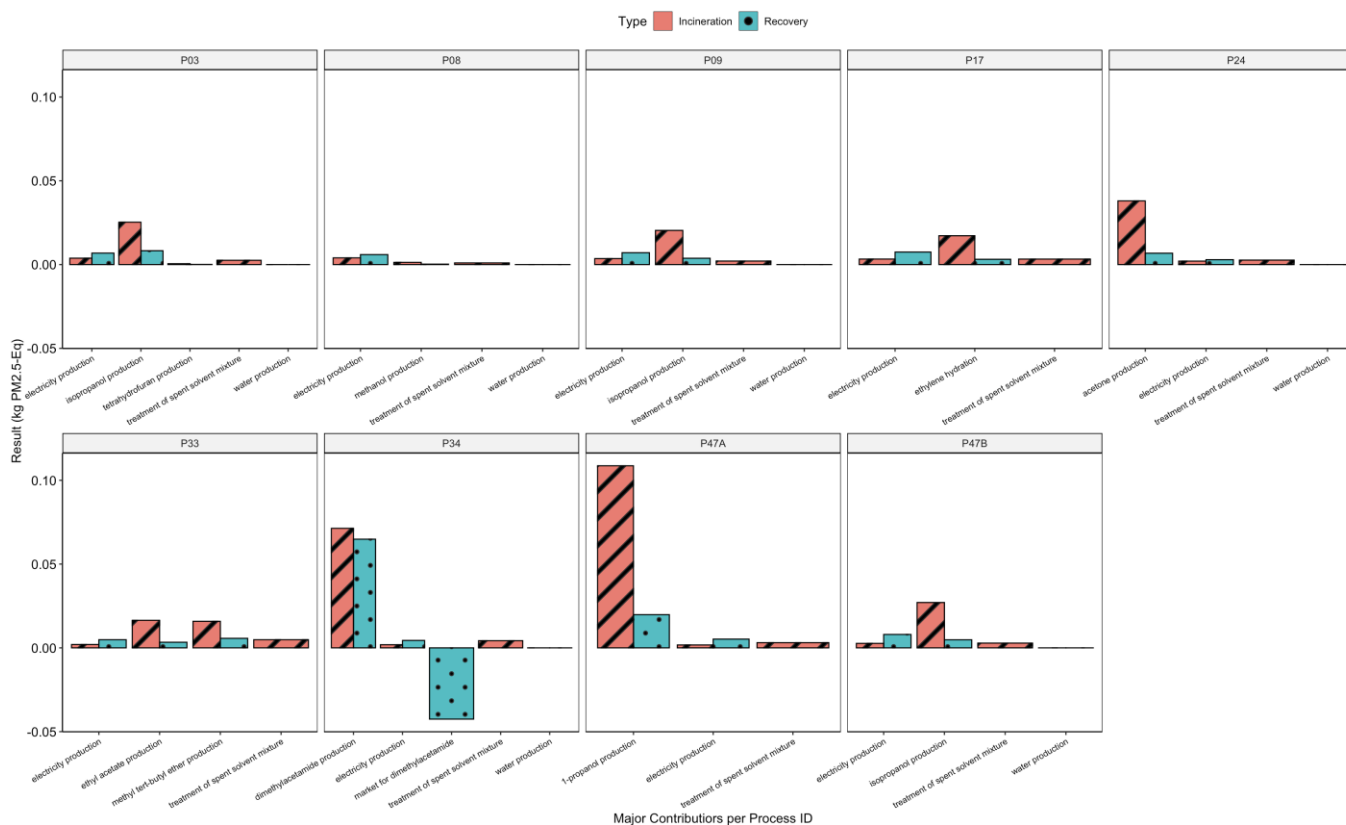 Type Incineration Recovery
P03 P08 P09 P17 P24
0.10
0.05
0.00
-0.05
electricity production
isopropanol production
tetrahydrofuran production
treatment of spent solvent mixture
water production
electricity production
methanol production
treatment of spent solvent mixture
water production
electricity production
isopropanol production
treatment of spent solvent mixture
water production
electricity production
ethylene hydration
treatment of spent solvent mixture
acetone production
electricity production
treatment of spent solvent mixture
water production
Result (kg PM2.5-Eq)
P33 P34 P47A P47B
0.10
0.05
0.00
-0.05
electricity production
ethyl acetate production
methyl tert-butyl ether production
treatment of spent solvent mixture
dimethylacetamide production
electricity production
market for dimethylacetamide
treatment of spent solvent mixture
water production
1-propanol production
electricity production
treatment of spent solvent mixture
electricity production
isopropanol production
treatment of spent solvent mixture
water production
Major Contributiors per Process ID